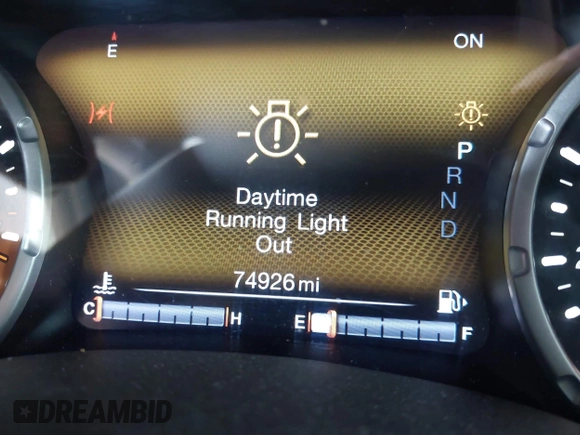 E
ON
P
R
N
D
Daytime
Running Light
Out
74926 mi
C H E F
DREAMBID